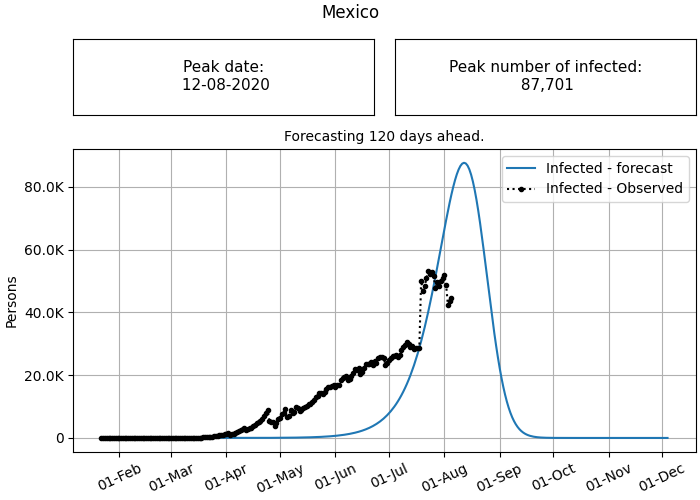 Mexico
Peak date:
12-08-2020
Peak number of infected:
87,701
Forecasting 120 days ahead.
Infected - forecast
Infected - Observed
80.0K
60.0K
40.0K
20.0K
0
Persons
01-Feb
01-Mar
01-Apr
01-May
01-Jun
01-Jul
01-Aug
01-Sep
01-Oct
01-Nov
01-Dec